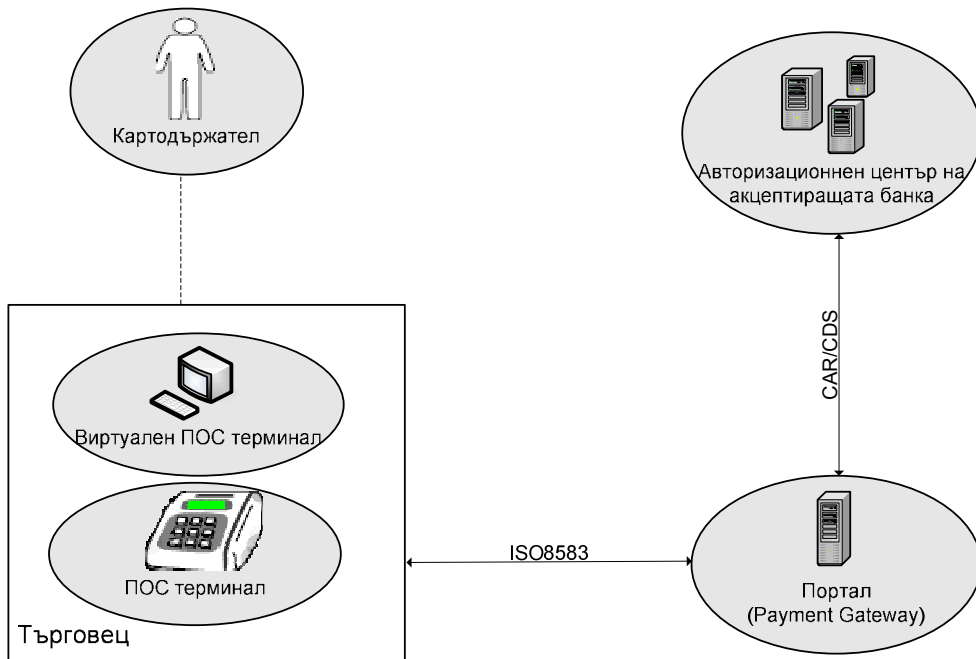 Картодържател
Авторизационнен център на
акцептиращата банка
CAR/CDS
Виртуален ПОС терминал
ПОС терминал
Търговец
ISO8583
Портал
(Payment Gateway)